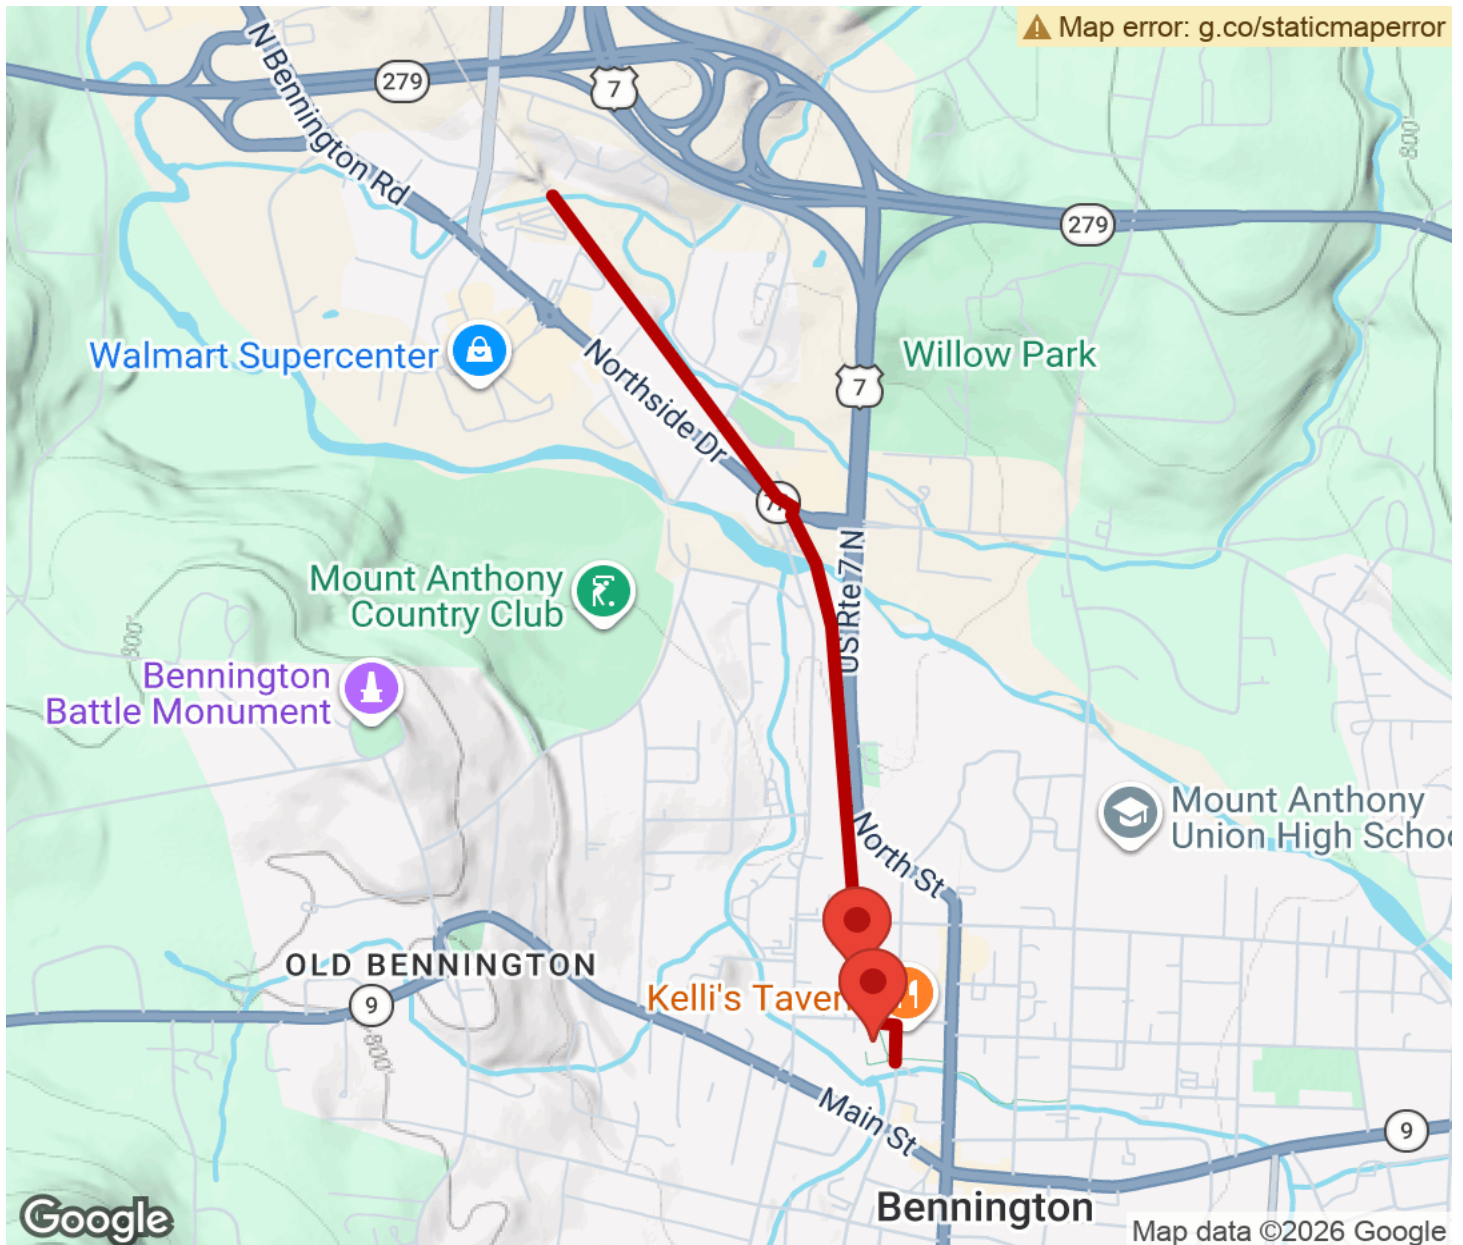 Map error: g.co/staticmaperror
N Bennington Rd
279
7
279
Walmart Supercenter
Northside Dr
7
Willow Park
800'
US Rte 7 N
Mount Anthony
Country Club
800'
Bennington
Battle Monument
North St
Mount Anthony
Union High Schoo
OLD BENNINGTON
9
Kelli's Taver
800'
Main St
9
Bennington
Google
Map data ©2026 Google